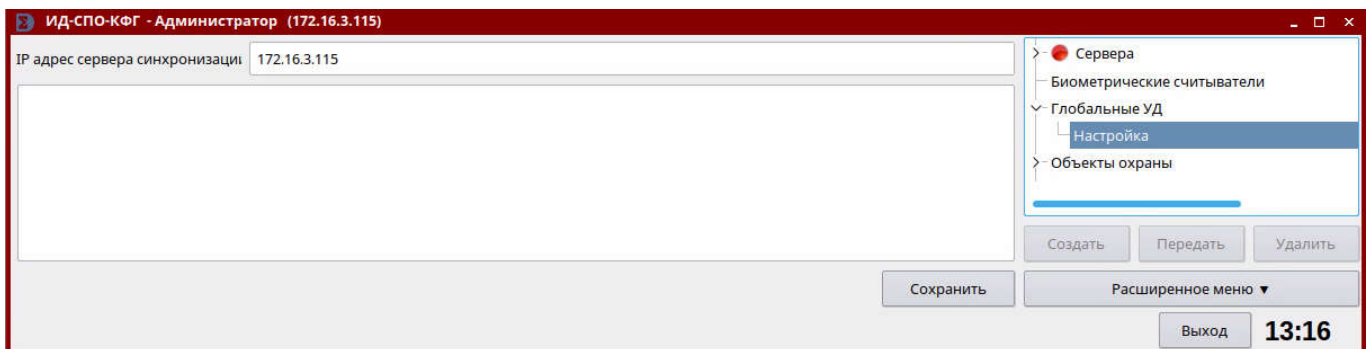 ИД-СПО-КФГ - Администратор (172.16.3.115)
IP адрес сервера синхронизации 172.16.3.115
Сервера
Биометрические считыватели
Глобальные УД
Настройка
Объекты охраны
Создать Передать Удалить
Сохранить Расширенное меню ▼
Выход 13:16